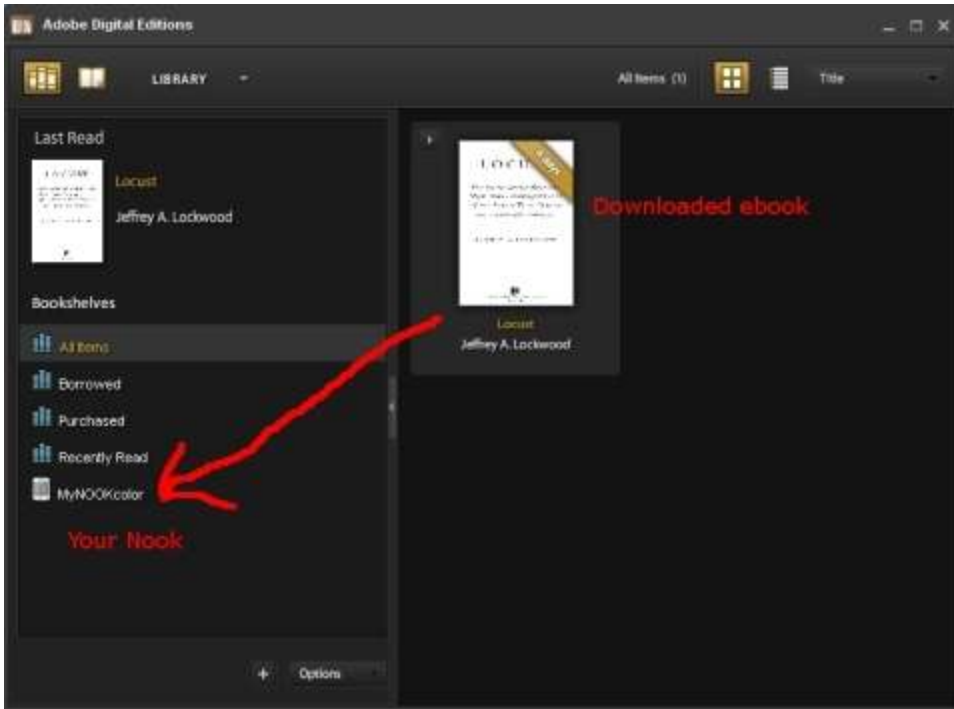 Adobe Digital Editions
LIBRARY
All Items (1)
Title
Last Read
Locust
Jeffrey A. Lockwood
Bookshelves
All Items
Borrowed
Purchased
Recently Read
MyNOOKcolor
Your Nook
Options
days
Downloaded ebook
Locust
Jeffrey A. Lockwood